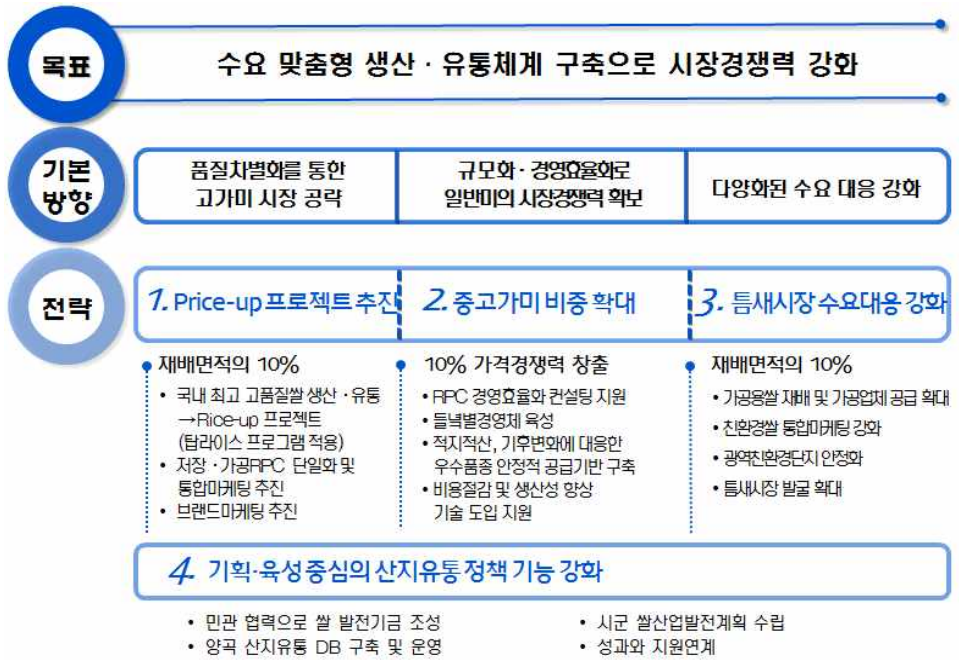 목표
수요 맞춤형 생산 · 유통체계 구축으로 시장경쟁력 강화
기본
방향
품질차별화를 통한
고가미 시장 공략
규모화 · 경영효율화로
일반미의 시장경쟁력 확보
다양화된 수요 대응 강화
전략
1. Price-up 프로젝트 추진
2. 중고가미 비중 확대
3. 틈새시장 수요대응 강화
재배면적의 10%
• 국내 최고 고품질쌀 생산 · 유통
→Rice-up 프로젝트
(탑라이스 프로그램 적용)
• 저장 · 가공RPC 단일화 및
통합마케팅 추진
• 브랜드마케팅 추진
10% 가격경쟁력 창출
• RPC 경영효율화 컨설팅 지원
• 들녘별경영체 육성
• 적지적산, 기후변화에 대응한
우수품종 안정적 공급기반 구축
• 비용절감 및 생산성 향상
기술 도입 지원
재배면적의 10%
• 가공용쌀 재배 및 가공업체 공급 확대
• 친환경쌀 통합마케팅 강화
• 광역친환경단지 안정화
• 틈새시장 발굴 확대
4. 기획·육성 중심의 산지유통 정책 기능 강화
• 민관 협력으로 쌀 발전기금 조성
• 양곡 산지유통 DB 구축 및 운영
• 시군 쌀산업발전계획 수립
• 성과와 지원연계